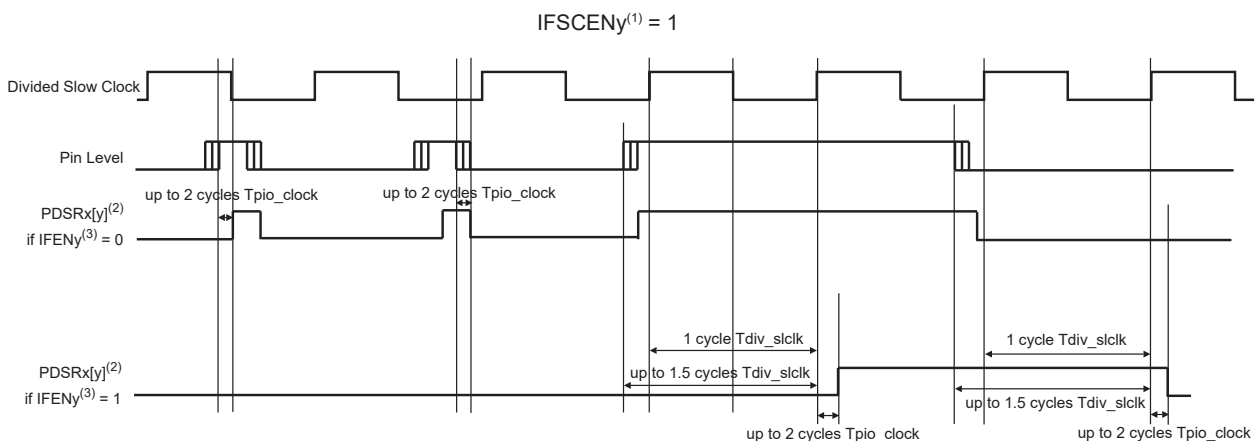 IFSCENy(1) = 1
Divided Slow Clock
Pin Level
up to 2 cycles Tpio_clock
up to 2 cycles Tpio_clock
PDSRx[y](2)
if IFENy(3) = 0
1 cycle Tdiv_slclk
1 cycle Tdiv_slclk
PDSRx[y](2)
up to 1.5 cycles Tdiv_slclk
up to 1.5 cycles Tdiv_slclk
if IFENy(3) = 1
up to 2 cycles Tpio_clock
up to 2 cycles Tpio_clock